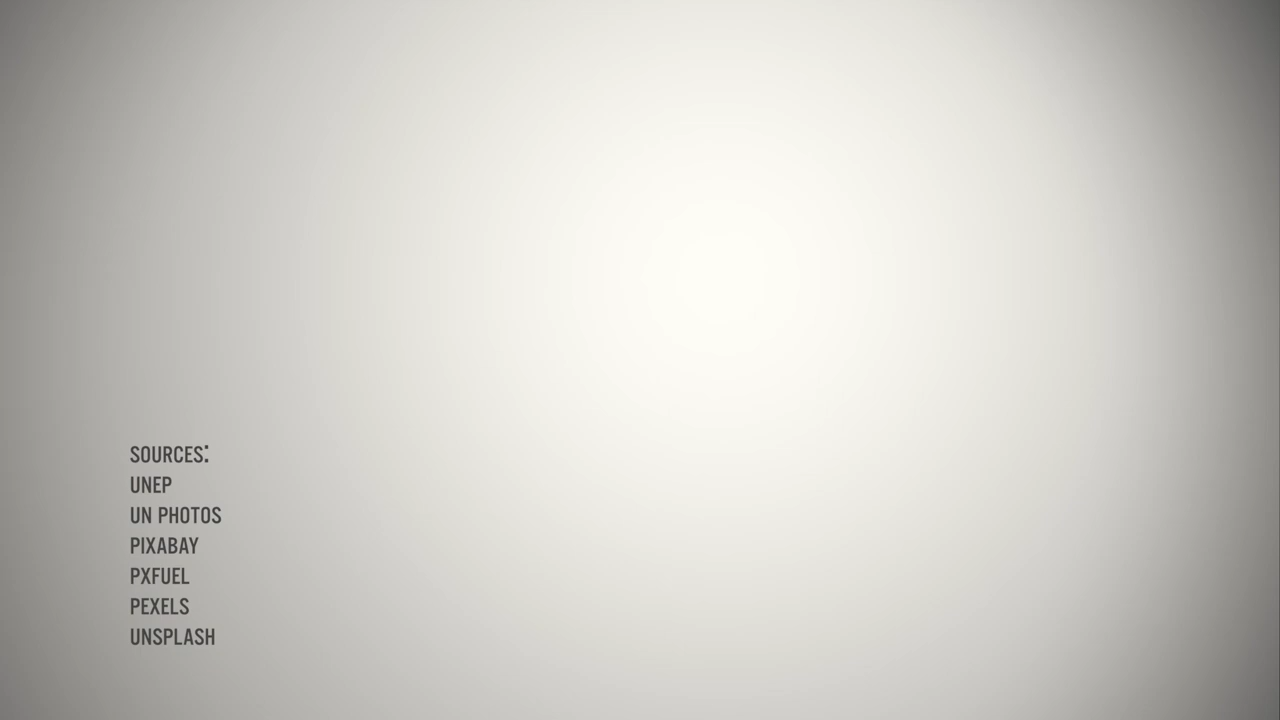 SOURCES:
UNEP
UN PHOTOS
PIXABAY
PXFUEL
PEXELS
UNSPLASH